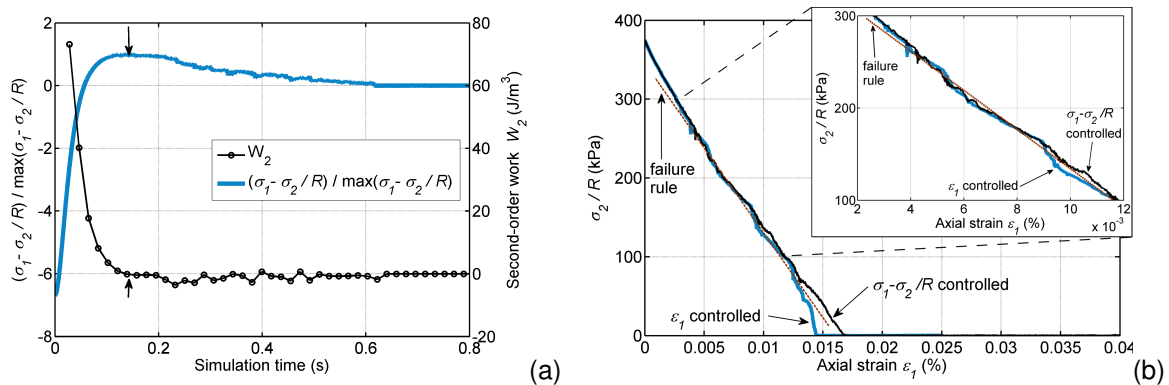 2
0
-2
-4
-6
-8
(σ1- σ2 / R) / max(σ1- σ2 / R)
80
60
40
20
0
-20
Second-order work W2 (J/m3)
W2
(σ1- σ2 / R) / max(σ1- σ2 / R)
0 0.2 0.4 0.6 0.8
Simulation time (s)
(a)
400
300
200
100
0
σ2 / R (kPa)
failure
rule
ε1 controlled
σ1-σ2 /R controlled
0 0.005 0.01 0.015 0.02 0.025 0.03 0.035 0.04
Axial strain ε1 (%)
300
200
100
σ2 / R (kPa)
failure
rule
σ1-σ2/R
controlled
ε1 controlled
2 4 6 8 10 12
Axial strain ε1 (%) x 10-3
(b)